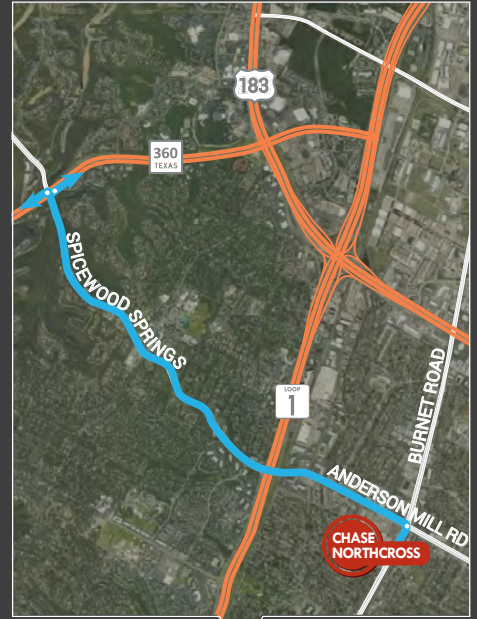 183
360
TEXAS
SPICEWOOD SPRINGS
LOOP
1
BURNET ROAD
ANDERSON MILL RD
CHASE
NORTHCROSS